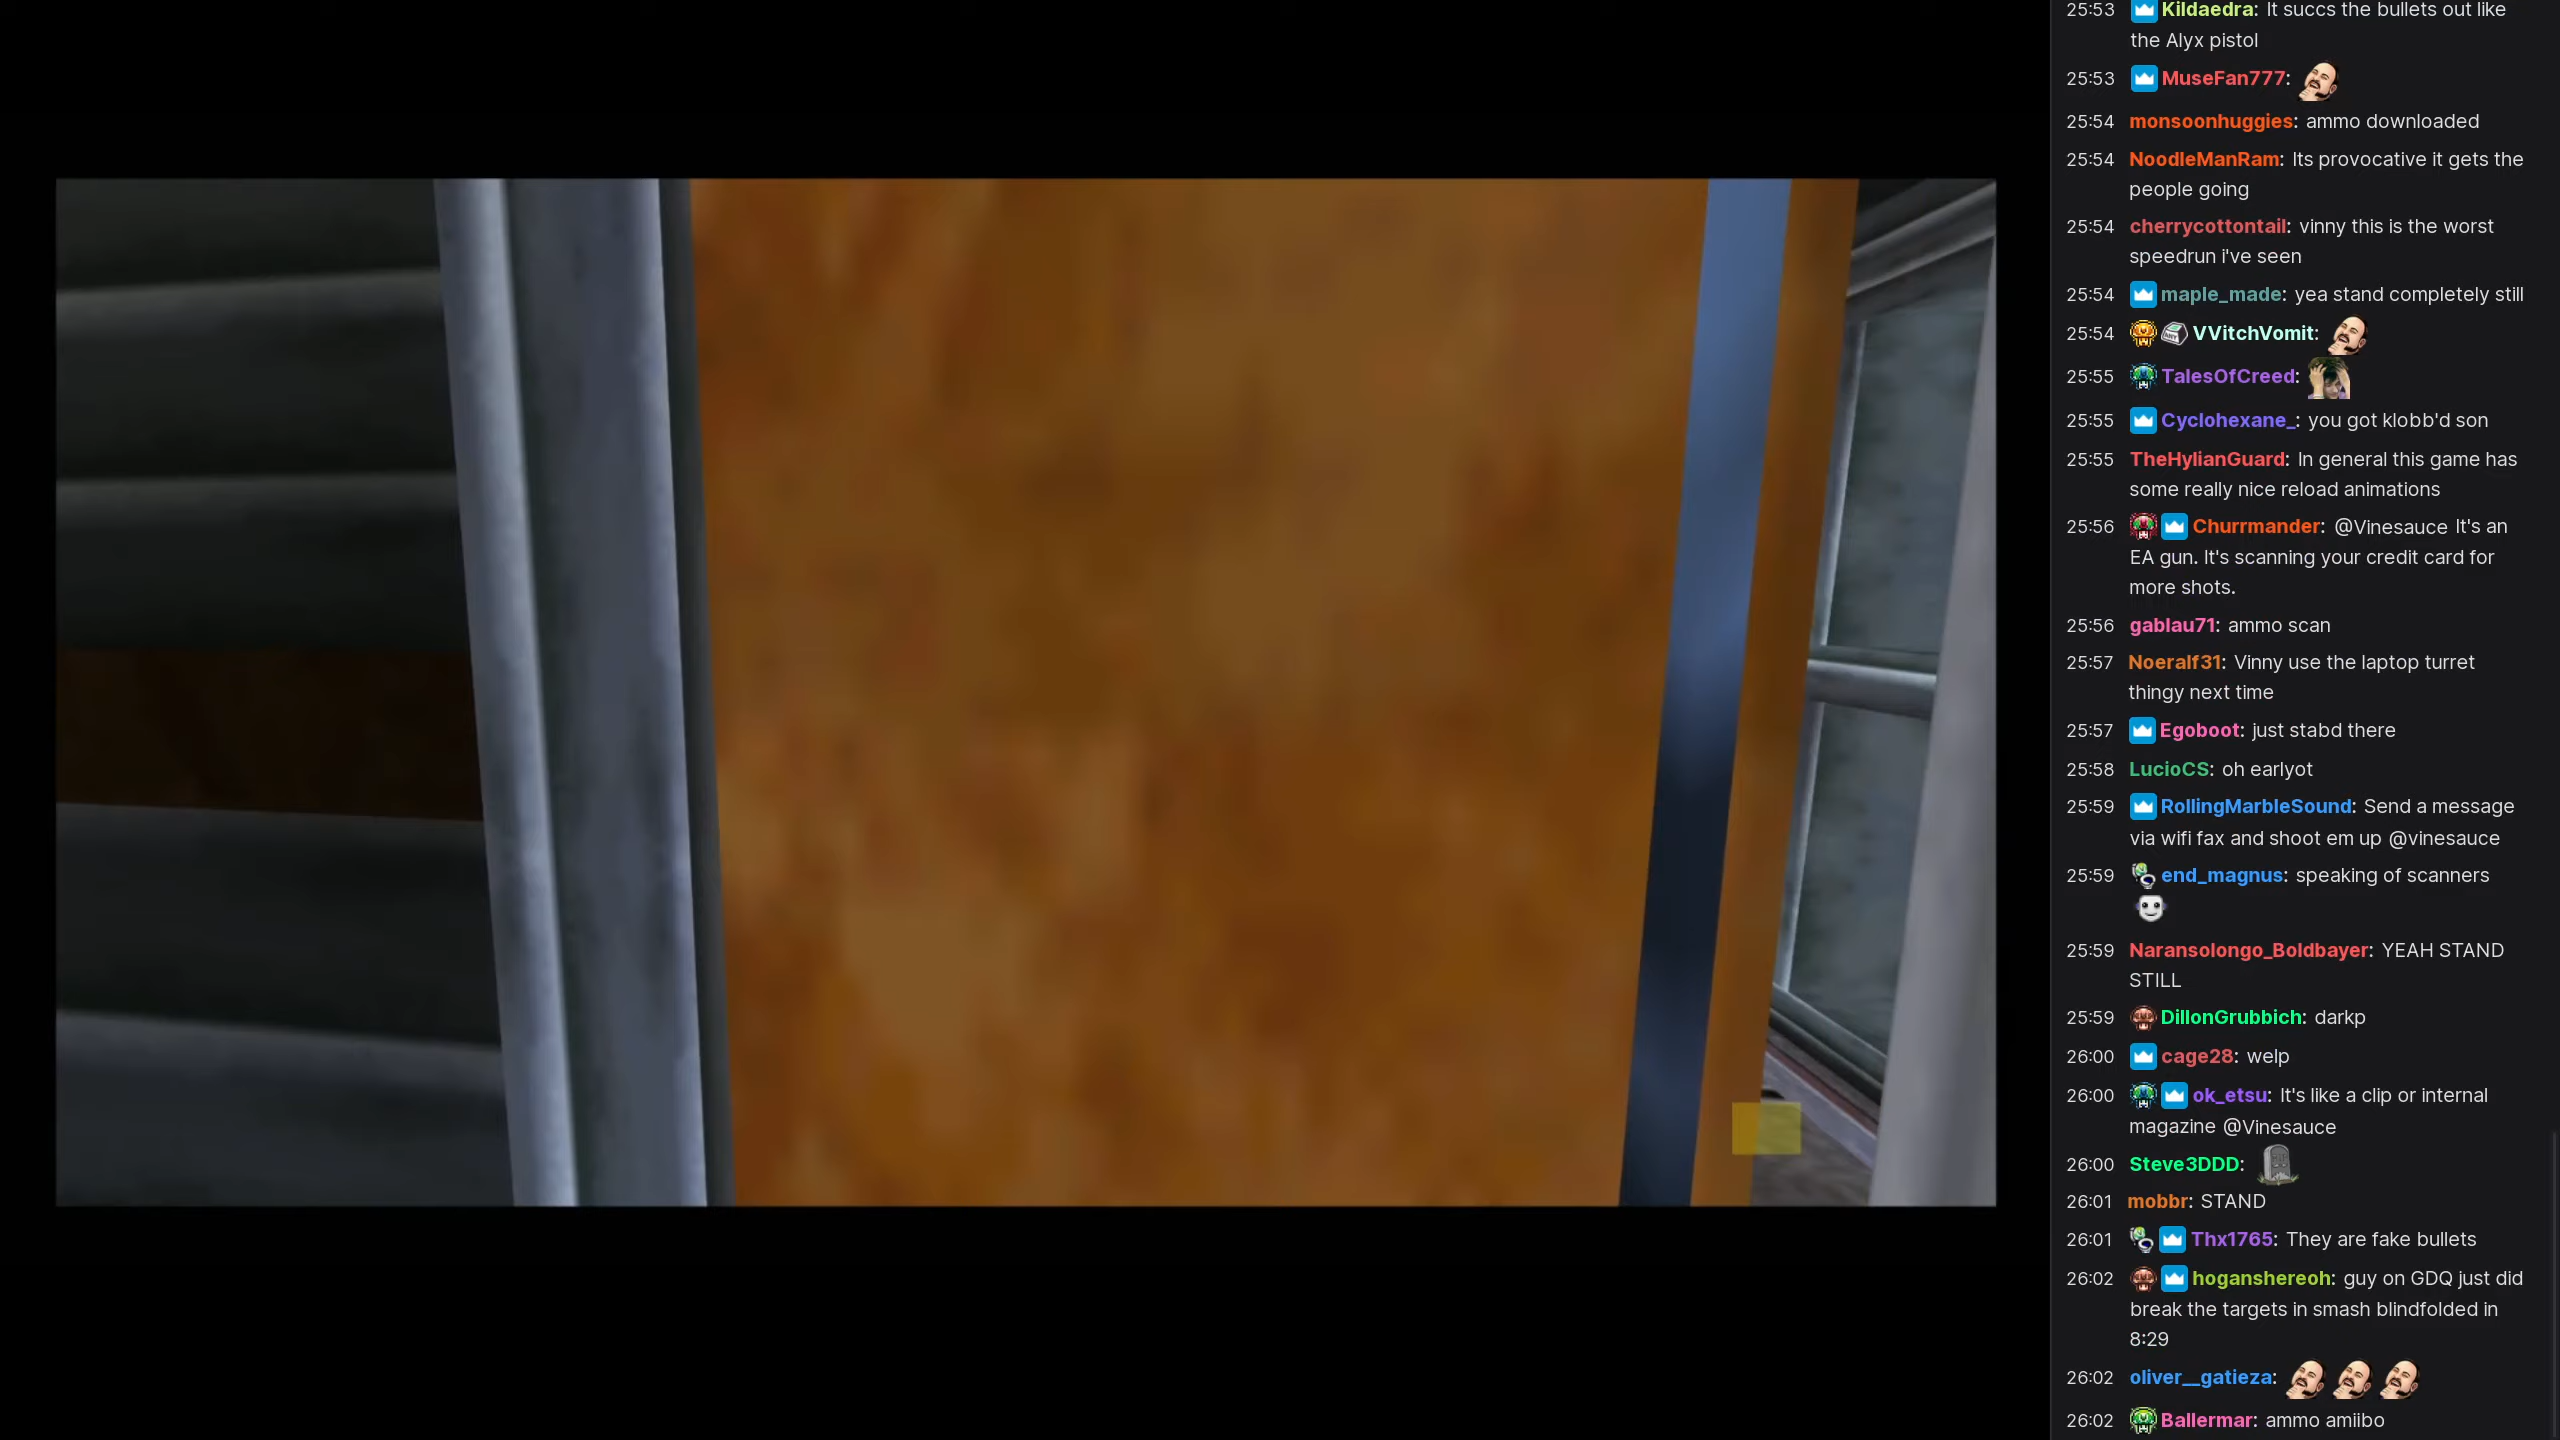 25:53 Kildaedra: It succs the bullets out like
the Alyx pistol
25:53 MuseFan777:
25:54 monsoonhuggies: ammo downloaded
25:54 NoodleManRam: Its provocative it gets the
people going
25:54 cherrycottontail: vinny this is the worst
speedrun i've seen
25:54 maple_made: yea stand completely still
25:54 VVitchVomit:
25:55 TalesOfCreed:
25:55 Cyclohexane_: you got klobb'd son
25:55 TheHylianGuard: In general this game has
some really nice reload animations
25:56 Churrmander: @Vinesauce It's an
EA gun. It's scanning your credit card for
more shots.
25:56 gablau71: ammo scan
25:57 Noeralf31: Vinny use the laptop turret
thingy next time
25:57 Egoboot: just stabd there
25:58 LucioCS: oh earlyot
25:59 RollingMarbleSound: Send a message
via wifi fax and shoot em up @vinesauce
25:59 end_magnus: speaking of scanners
25:59 Naransolongo_Boldbayer: YEAH STAND
STILL
25:59 DillonGrubbich: darkp
26:00 cage28: welp
26:00 ok_etsu: It's like a clip or internal
magazine @Vinesauce
26:00 Steve3DDD:
26:01 mobbr: STAND
26:01 Thx1765: They are fake bullets
26:02 hoganshereoh: guy on GDQ just did
break the targets in smash blindfolded in
8:29
26:02 oliver__gatieza:
26:02 Ballermar: ammo amiibo